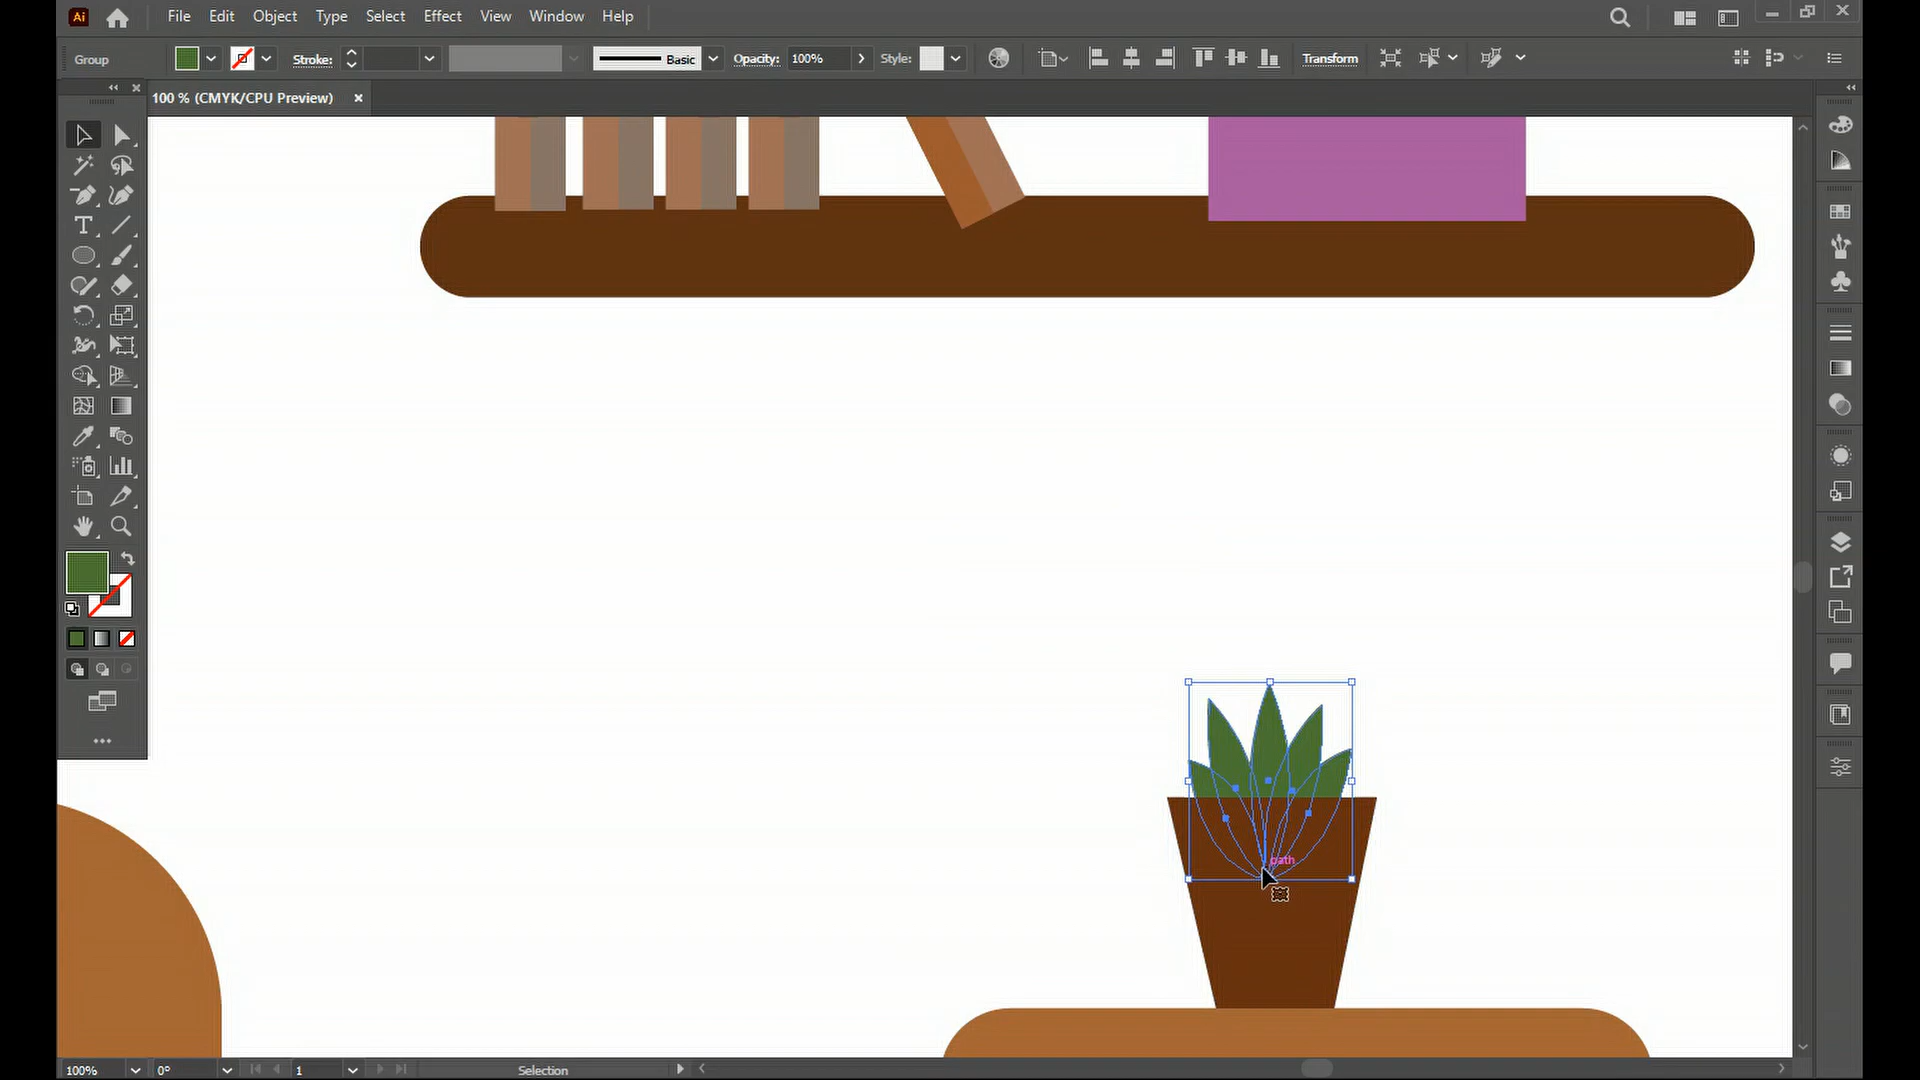 Ai File Edit Object Type Select Effect View Window Help
Group Stroke: Basic Opacity: 100% Style: Transform
100 % (CMYK/CPU Preview)
path
100% 0° 1 Selection